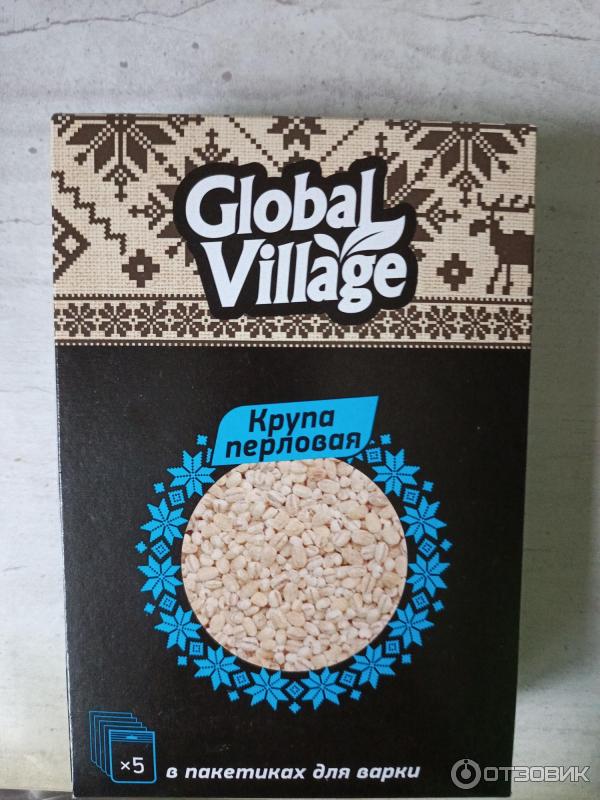 Global
Village
Крупа
перловая
×5
в пакетиках для варки
ОТЗОВИК